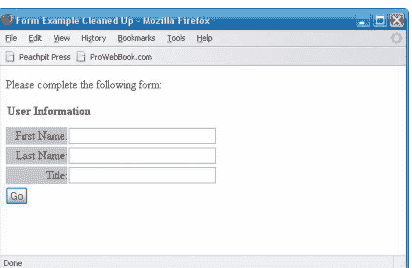 Form Example Cleaned Up - Mozilla Firefox
File Edit View History Bookmarks Tools Help
Peachpit Press ProWebBook.com
Please complete the following form:
User Information
First Name:
Last Name:
Title:
Go
Done